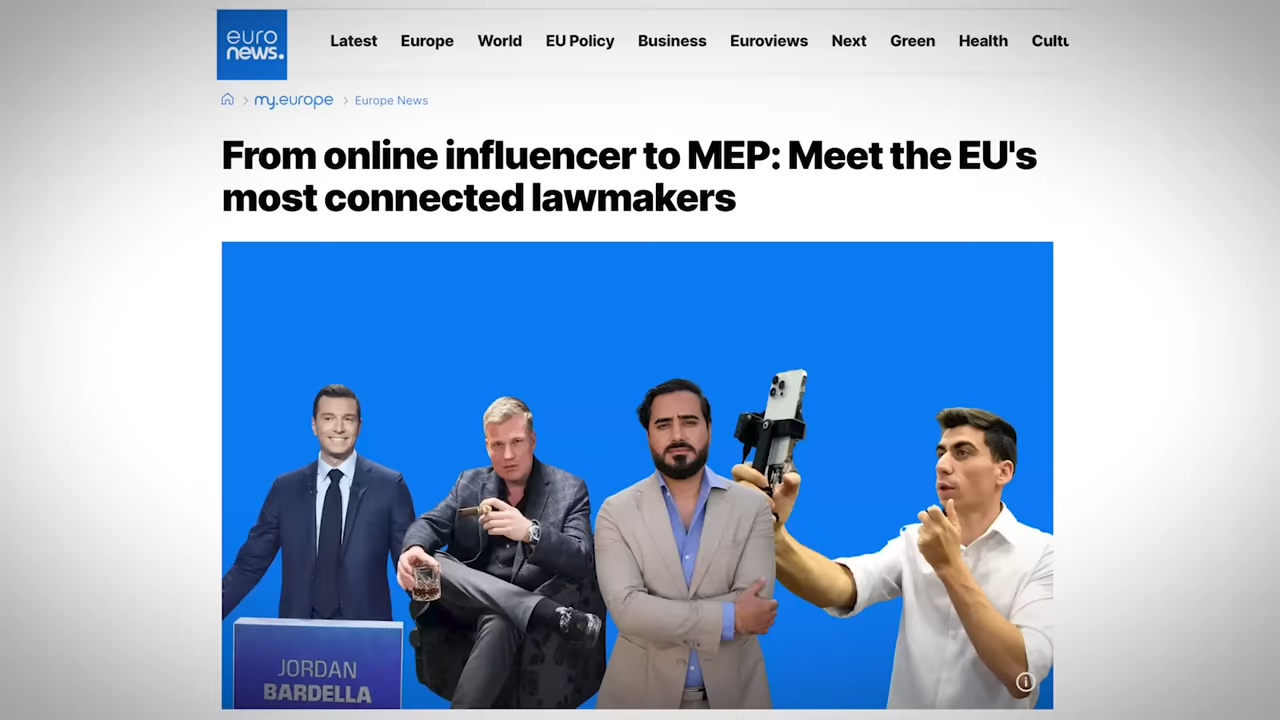 euro
news.
Latest Europe World EU Policy Business Euroviews Next Green Health Cultu
my.europe Europe News
From online influencer to MEP: Meet the EU's
most connected lawmakers
JORDAN
BARDELLA